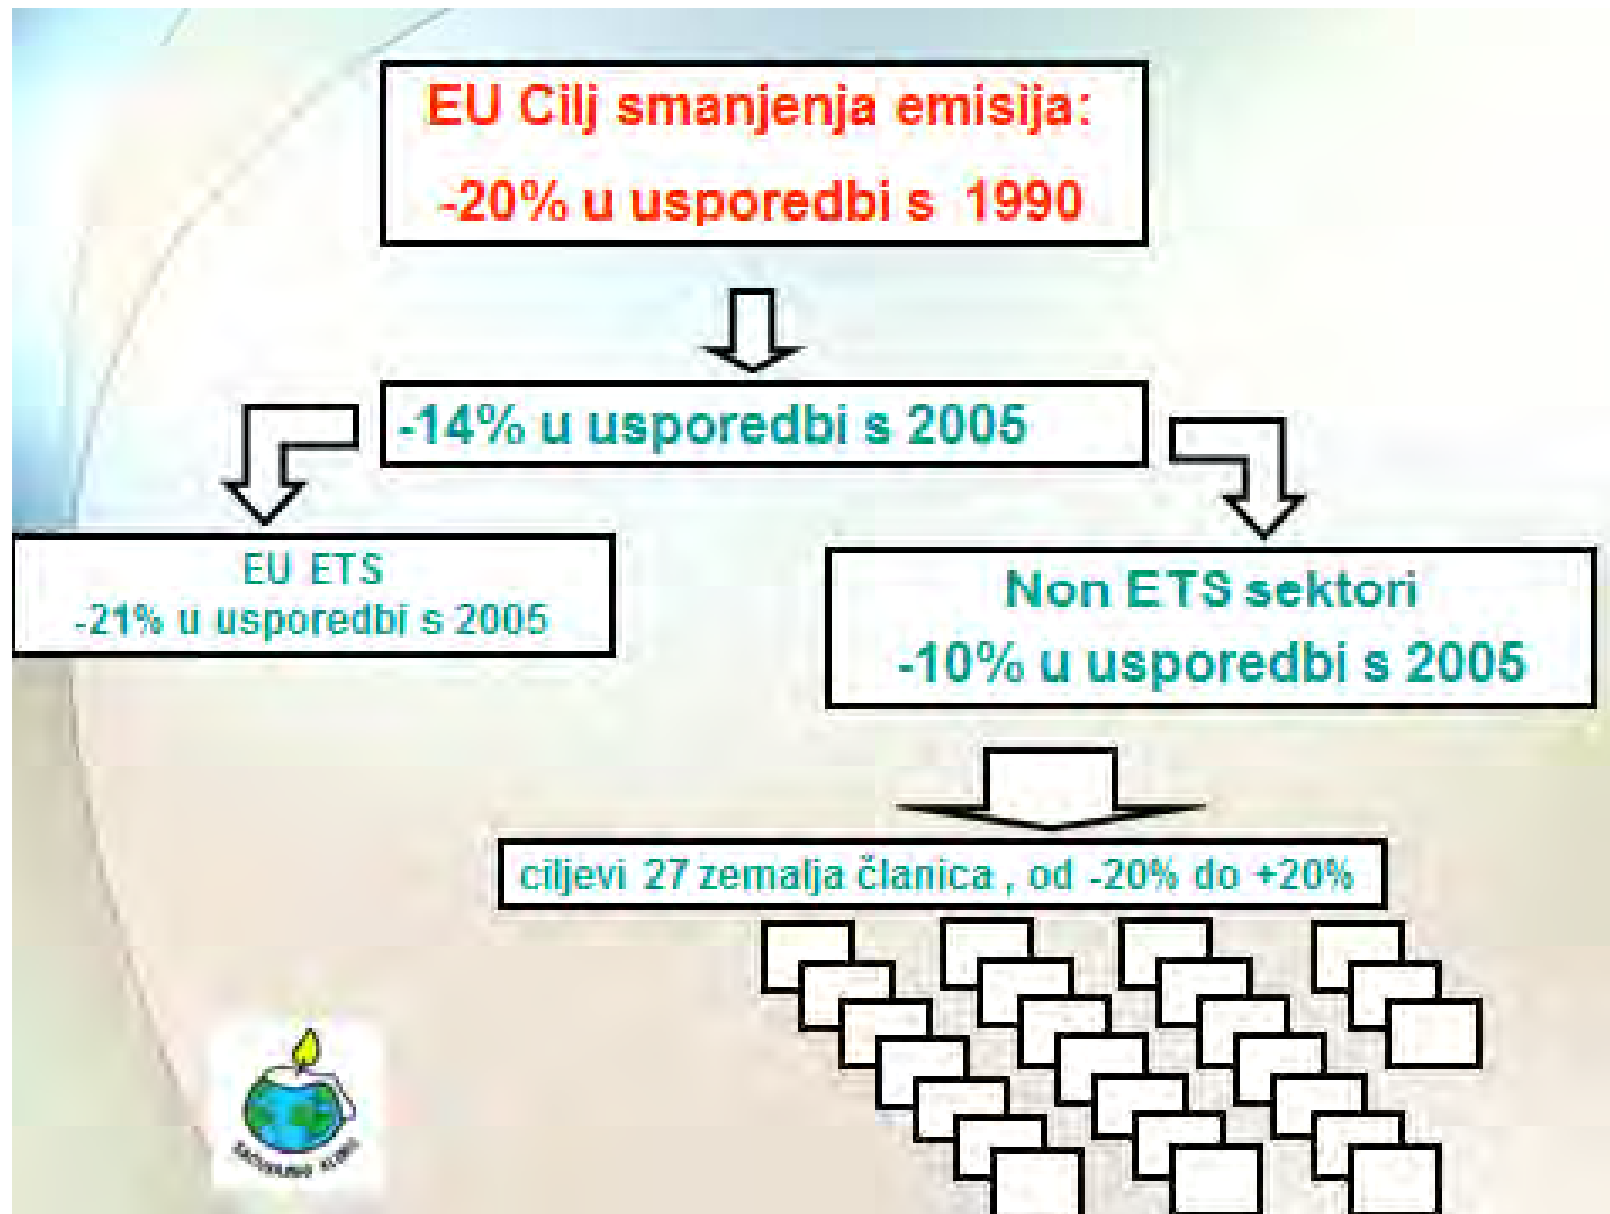 EU Cilj smanjenja emisija:
-20% u usporedbi s 1990
-14% u usporedbi s 2005
EU ETS
-21% u usporedbi s 2005
Non ETS sektori
-10% u usporedbi s 2005
ciljevi 27 zemalja članica , od -20% do +20%